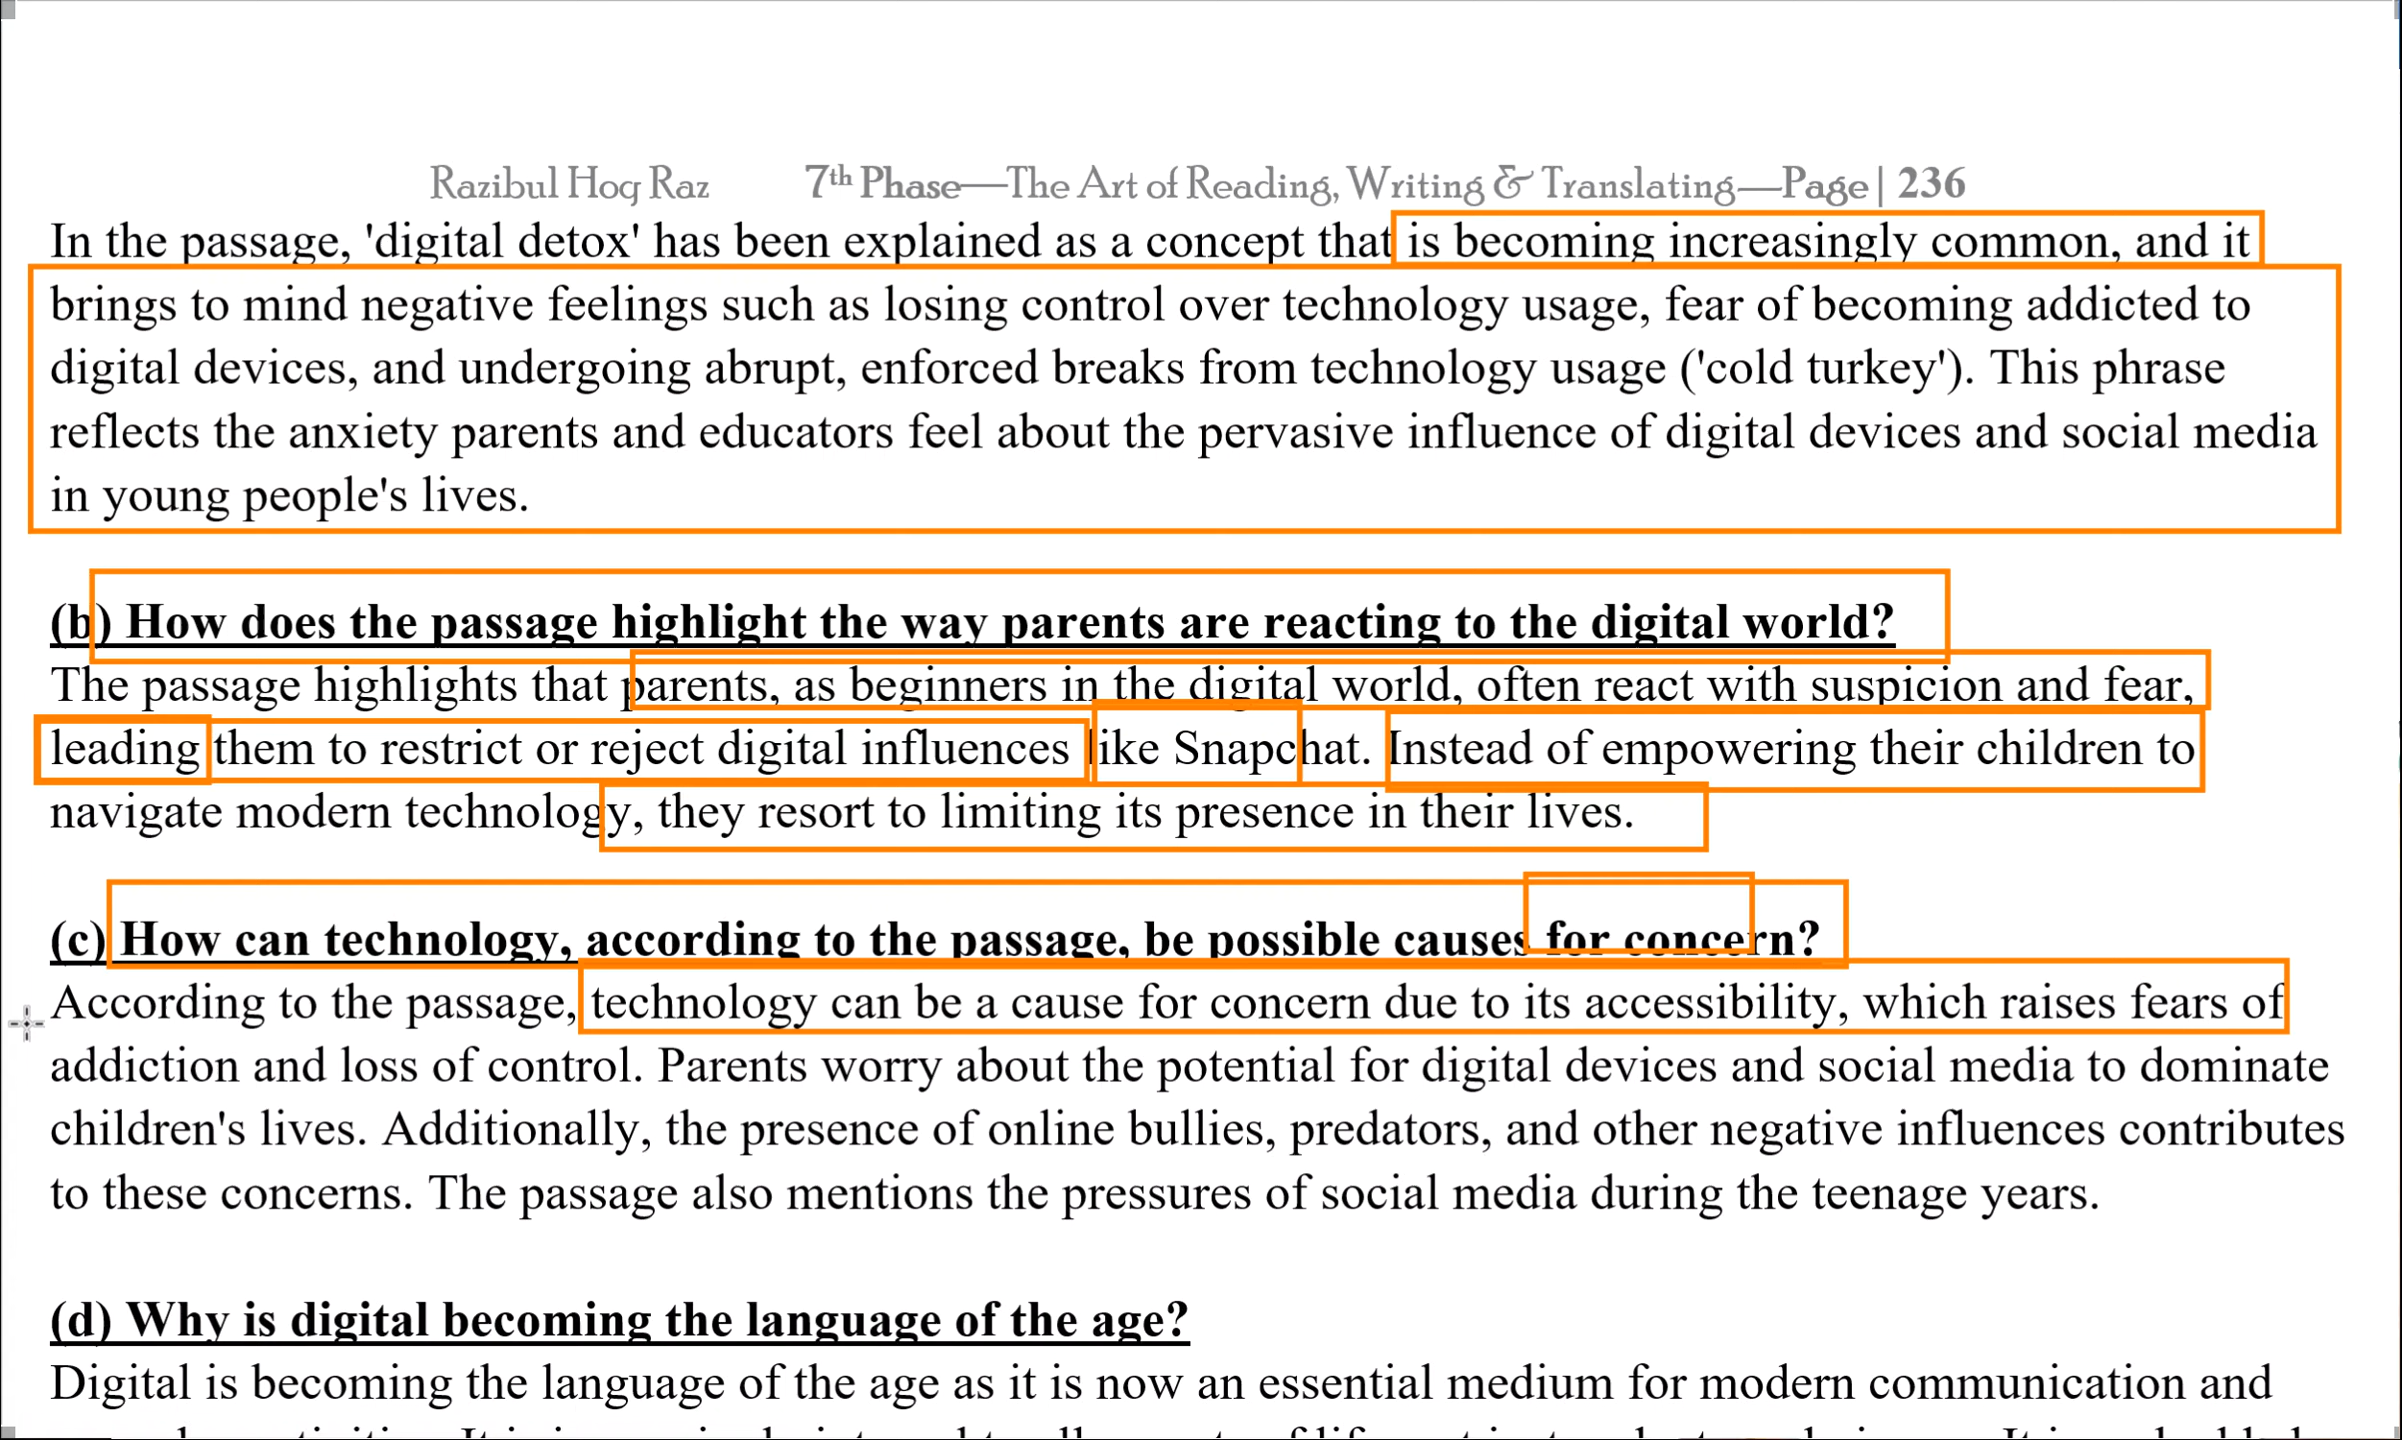 Razibul Hoq Raz 7th Phase—The Art of Reading, Writing & Translating—Page | 236
In the passage, 'digital detox' has been explained as a concept that is becoming increasingly common, and it
brings to mind negative feelings such as losing control over technology usage, fear of becoming addicted to
digital devices, and undergoing abrupt, enforced breaks from technology usage ('cold turkey'). This phrase
reflects the anxiety parents and educators feel about the pervasive influence of digital devices and social media
in young people's lives.
(b) How does the passage highlight the way parents are reacting to the digital world?
The passage highlights that parents, as beginners in the digital world, often react with suspicion and fear,
leading them to restrict or reject digital influences like Snapchat. Instead of empowering their children to
navigate modern technology, they resort to limiting its presence in their lives.
(c) How can technology, according to the passage, be possible causes for concern?
According to the passage, technology can be a cause for concern due to its accessibility, which raises fears of
addiction and loss of control. Parents worry about the potential for digital devices and social media to dominate
children's lives. Additionally, the presence of online bullies, predators, and other negative influences contributes
to these concerns. The passage also mentions the pressures of social media during the teenage years.
(d) Why is digital becoming the language of the age?
Digital is becoming the language of the age as it is now an essential medium for modern communication and